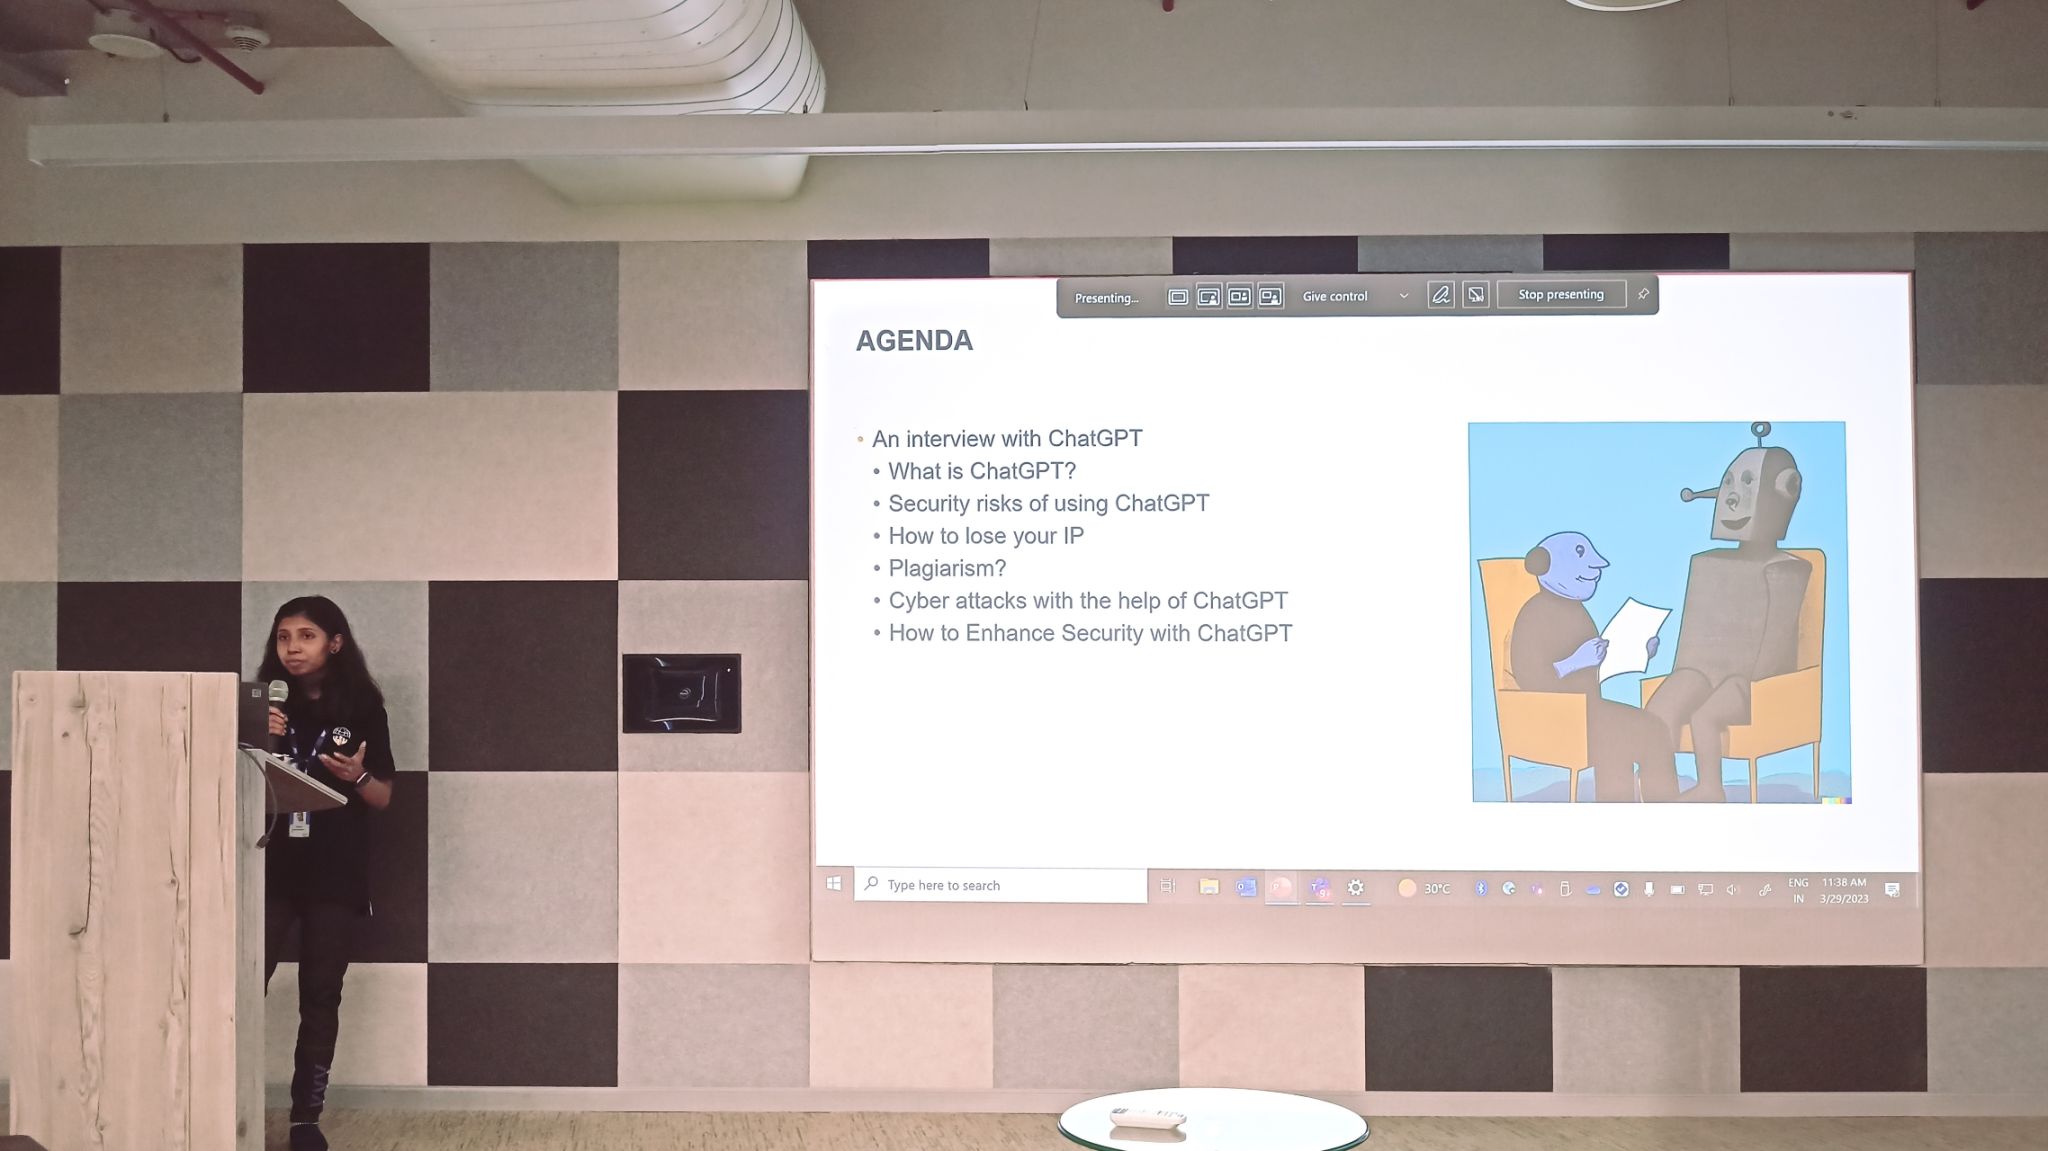 Presenting...
Give control
Stop presenting
AGENDA
• An interview with ChatGPT
• What is ChatGPT?
• Security risks of using ChatGPT
• How to lose your IP
• Plagiarism?
• Cyber attacks with the help of ChatGPT
• How to Enhance Security with ChatGPT
Type here to search
30°C
ENG
IN
11:38 AM
3/29/2023